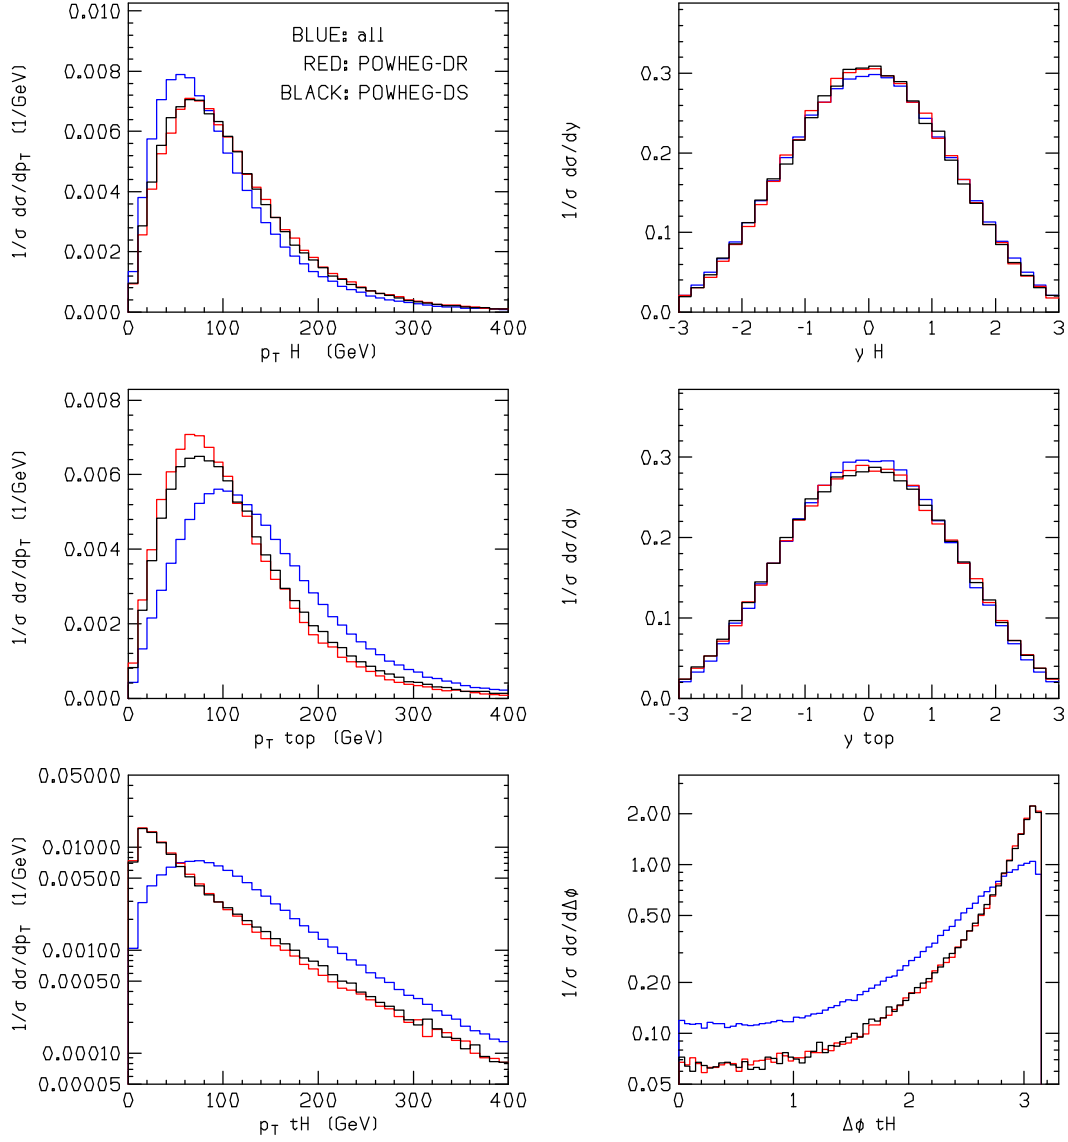 0.010
0.008
0.006
0.004
0.002
0.000
1/σ dσ/dp_T (1/GeV)
BLUE: all
RED: POWHEG-DR
BLACK: POWHEG-DS
0 100 200 300 400
p_T H (GeV)
0.3
0.2
0.1
0.0
1/σ dσ/dy
-3 -2 -1 0 1 2 3
y H
0.008
0.006
0.004
0.002
0.000
1/σ dσ/dp_T (1/GeV)
0 100 200 300 400
p_T top (GeV)
0.3
0.2
0.1
0.0
1/σ dσ/dy
-3 -2 -1 0 1 2 3
y top
0.05000
0.01000
0.00500
0.00100
0.00050
0.00010
0.00005
1/σ dσ/dp_T (1/GeV)
0 100 200 300 400
p_T tH (GeV)
2.00
1.00
0.50
0.20
0.10
0.05
1/σ dσ/dΔϕ
0 1 2 3
Δϕ tH